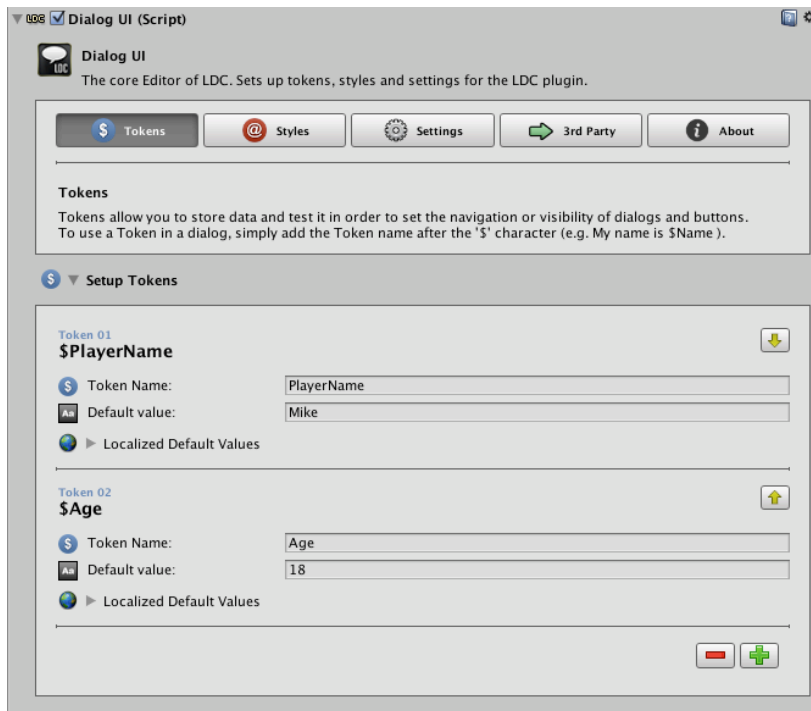 LDC Dialog UI (Script)
LDC
Dialog UI
The core Editor of LDC. Sets up tokens, styles and settings for the LDC plugin.
$ Tokens @ Styles Settings 3rd Party i About
Tokens
Tokens allow you to store data and test it in order to set the navigation or visibility of dialogs and buttons.
To use a Token in a dialog, simply add the Token name after the '$' character (e.g. My name is $Name ).
$ Setup Tokens
Token 01
$PlayerName
$ Token Name: PlayerName
Aa Default value: Mike
Localized Default Values
Token 02
$Age
$ Token Name: Age
Aa Default value: 18
Localized Default Values